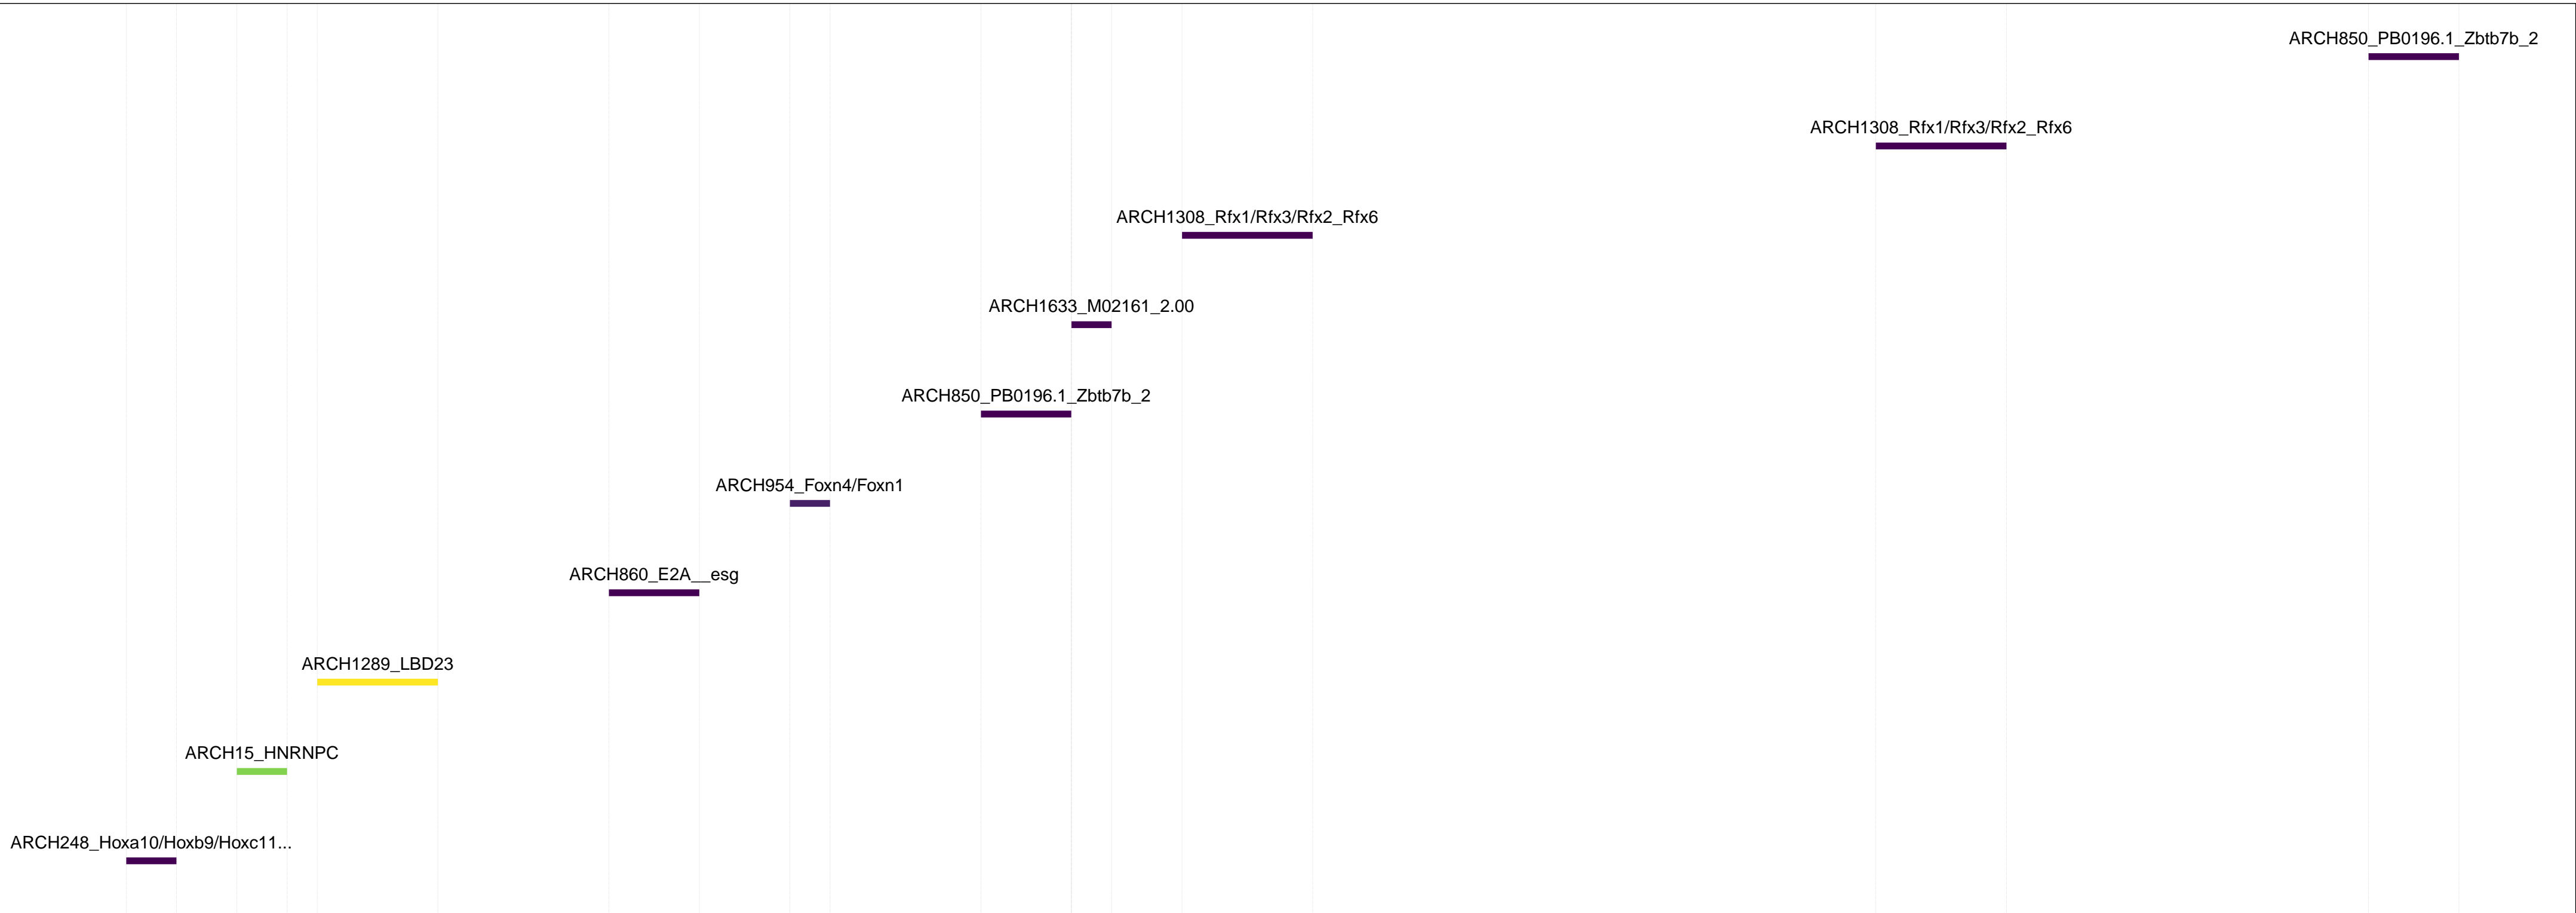 ARCH850_PB0196.1_Zbtb7b_2
ARCH1308_Rfx1/Rfx3/Rfx2_Rfx6
ARCH1308_Rfx1/Rfx3/Rfx2_Rfx6
ARCH1633_M02161_2.00
ARCH850_PB0196.1_Zbtb7b_2
ARCH954_Foxn4/Foxn1
ARCH860_E2A__esg
ARCH1289_LBD23
ARCH15_HNRNPC
ARCH248_Hoxa10/Hoxb9/Hoxc11...